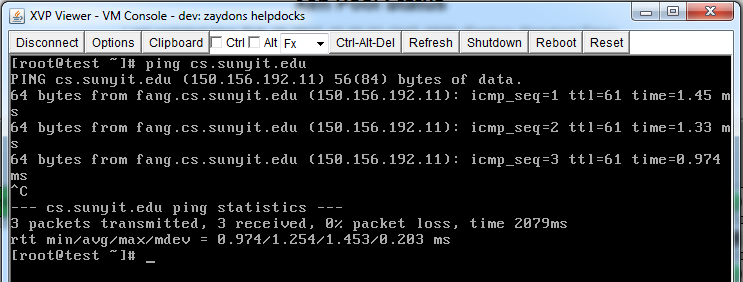 XVP Viewer - VM Console - dev: zaydons helpdocks
Disconnect Options Clipboard Ctrl Alt Fx Ctrl-Alt-Del Refresh Shutdown Reboot Reset
[root@test ~]# ping cs.sunyit.edu
PING cs.sunyit.edu (150.156.192.11) 56(84) bytes of data.
64 bytes from fang.cs.sunyit.edu (150.156.192.11): icmp_seq=1 ttl=61 time=1.45 m
s
64 bytes from fang.cs.sunyit.edu (150.156.192.11): icmp_seq=2 ttl=61 time=1.33 m
s
64 bytes from fang.cs.sunyit.edu (150.156.192.11): icmp_seq=3 ttl=61 time=0.974
ms
^C
--- cs.sunyit.edu ping statistics ---
3 packets transmitted, 3 received, 0% packet loss, time 2079ms
rtt min/avg/max/mdev = 0.974/1.254/1.453/0.203 ms
[root@test ~]# _